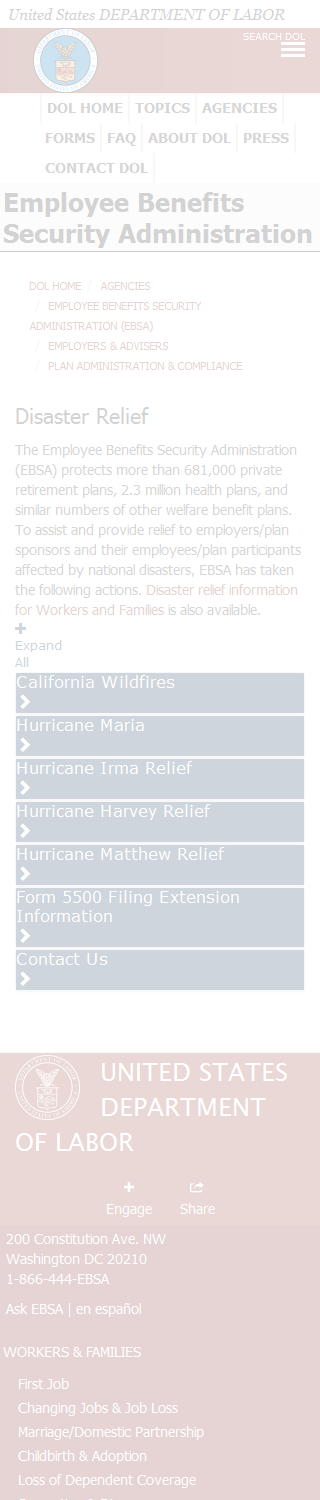 United States DEPARTMENT OF LABOR
SEARCH DOL
DOL HOME
TOPICS
AGENCIES
FORMS
FAQ
ABOUT DOL
PRESS
CONTACT DOL
Employee Benefits
Security Administration
DOL HOME / AGENCIES
/ EMPLOYEE BENEFITS SECURITY
ADMINISTRATION (EBSA)
/ EMPLOYERS & ADVISERS
/ PLAN ADMINISTRATION & COMPLIANCE
Disaster Relief
The Employee Benefits Security Administration
(EBSA) protects more than 681,000 private
retirement plans, 2.3 million health plans, and
similar numbers of other welfare benefit plans.
To assist and provide relief to employers/plan
sponsors and their employees/plan participants
affected by national disasters, EBSA has taken
the following actions. Disaster relief information
for Workers and Families is also available.
Expand
All
California Wildfires
Hurricane Maria
Hurricane Irma Relief
Hurricane Harvey Relief
Hurricane Matthew Relief
Form 5500 Filing Extension
Information
Contact Us
UNITED STATES
DEPARTMENT
OF LABOR
Engage
Share
200 Constitution Ave. NW
Washington DC 20210
1-866-444-EBSA
Ask EBSA | en español
WORKERS & FAMILIES
First Job
Changing Jobs & Job Loss
Marriage/Domestic Partnership
Childbirth & Adoption
Loss of Dependent Coverage